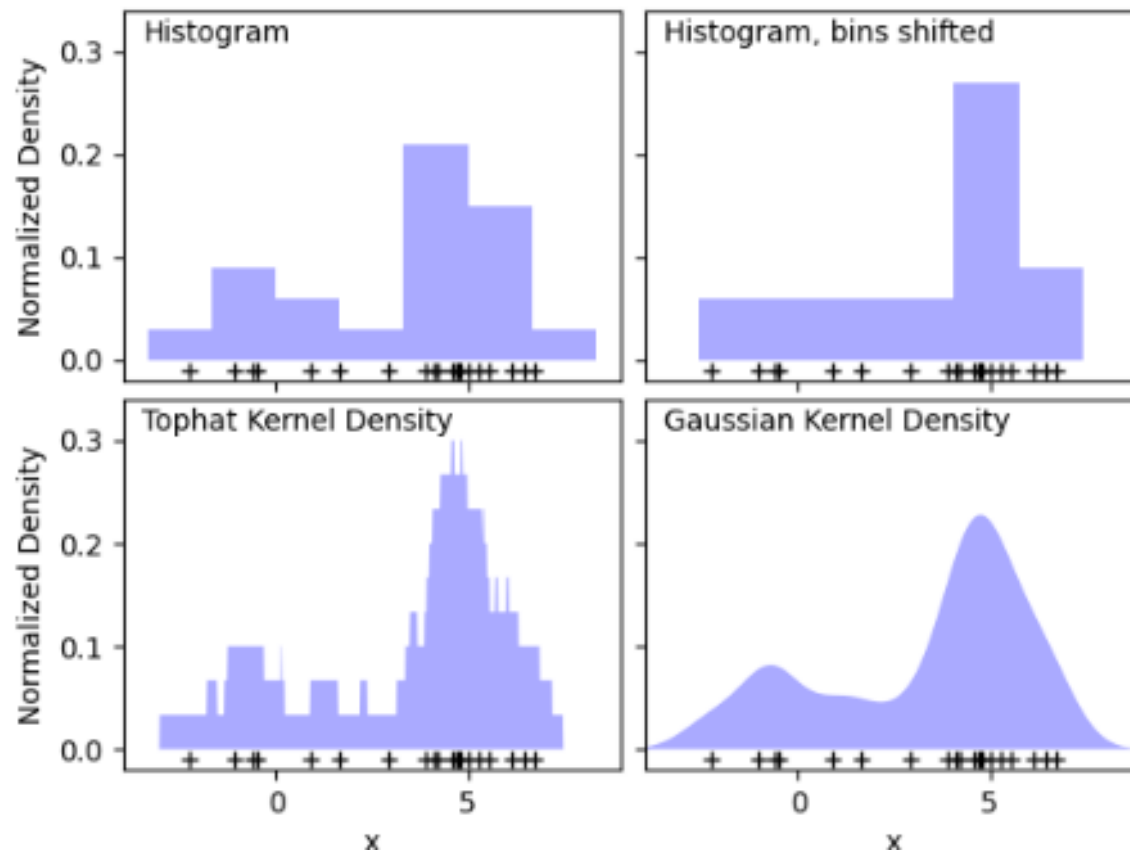 Histogram
Histogram, bins shifted
Normalized Density
0.3
0.2
0.1
0.0
Tophat Kernel Density
Gaussian Kernel Density
Normalized Density
0.3
0.2
0.1
0.0
0
5
0
5
x
x